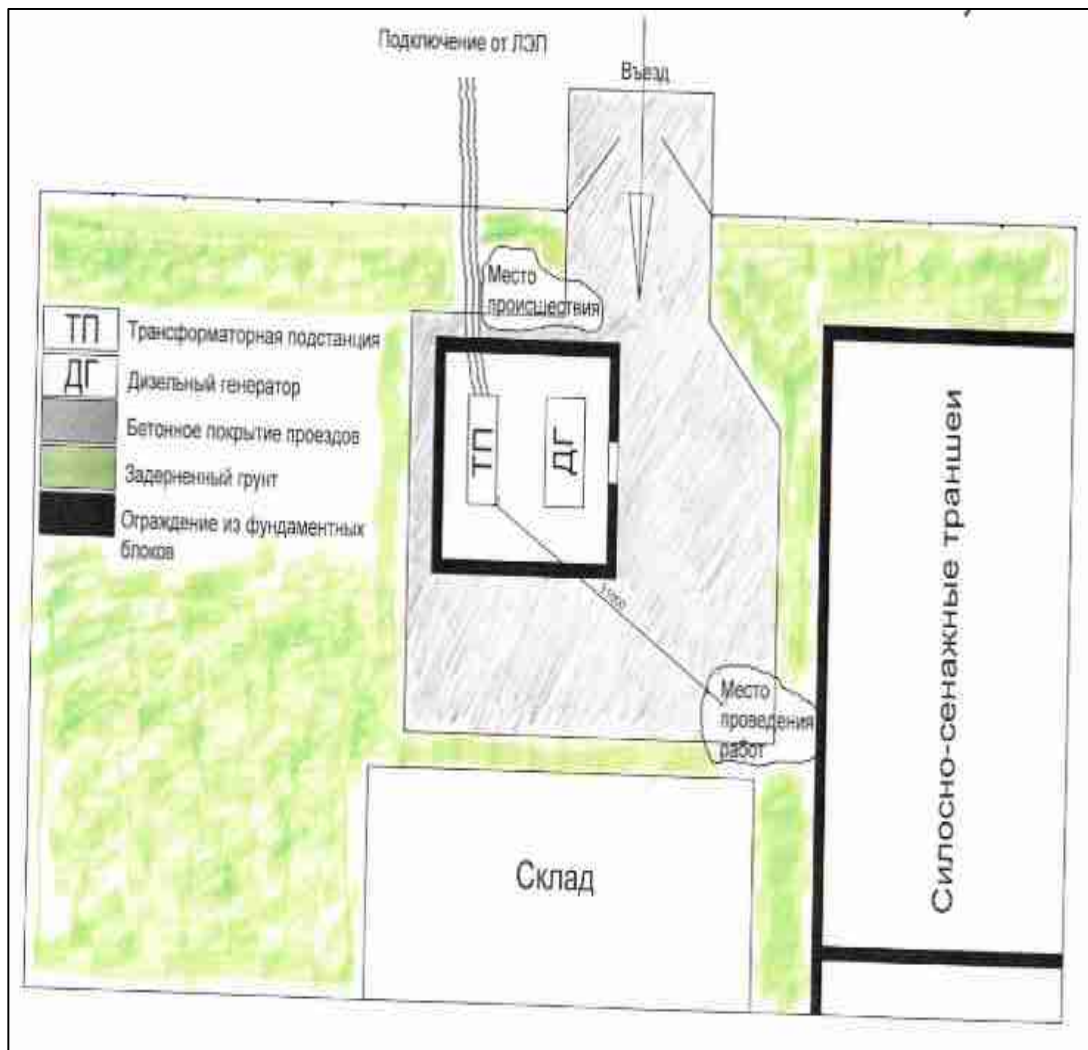 Подключение от ЛЭП
Въезд
Место
происшествия
ТП
Трансформаторная подстанция
ДГ
Дизельный генератор
Бетонное покрытие проездов
Задерненный грунт
Ограждение из фундаментных
блоков
ТП
ДГ
Место
проведения
работ
Склад
Силосно-сенажные траншеи